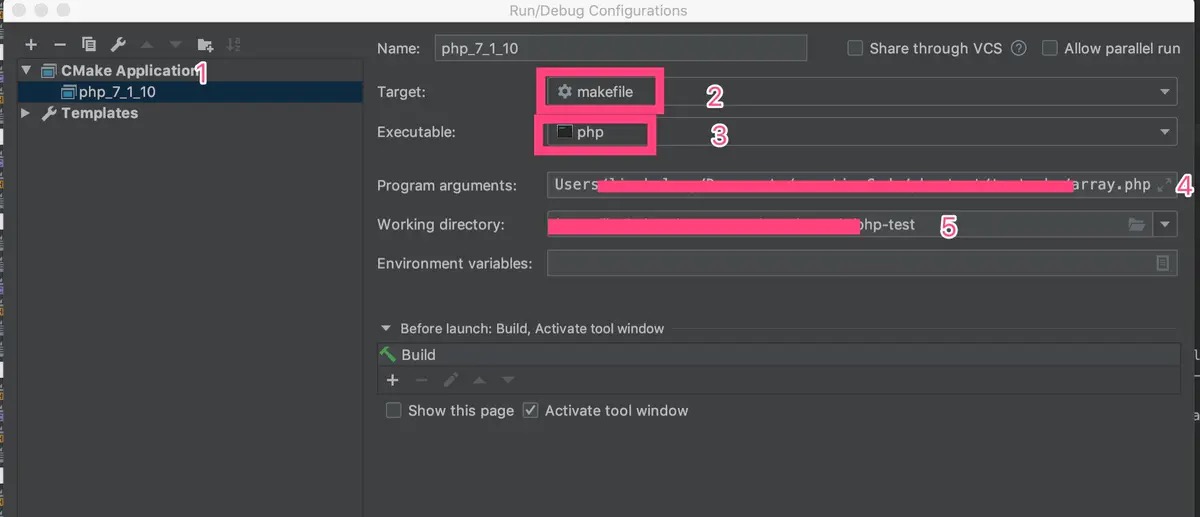 Run/Debug Configurations
CMake Application 1
php_7_1_10
Templates
Name: php_7_1_10
Share through VCS ?
Allow parallel run
Target: makefile 2
Executable: php 3
Program arguments: Users /array.php 4
Working directory: php-test 5
Environment variables:
Before launch: Build, Activate tool window
Build
Show this page
Activate tool window